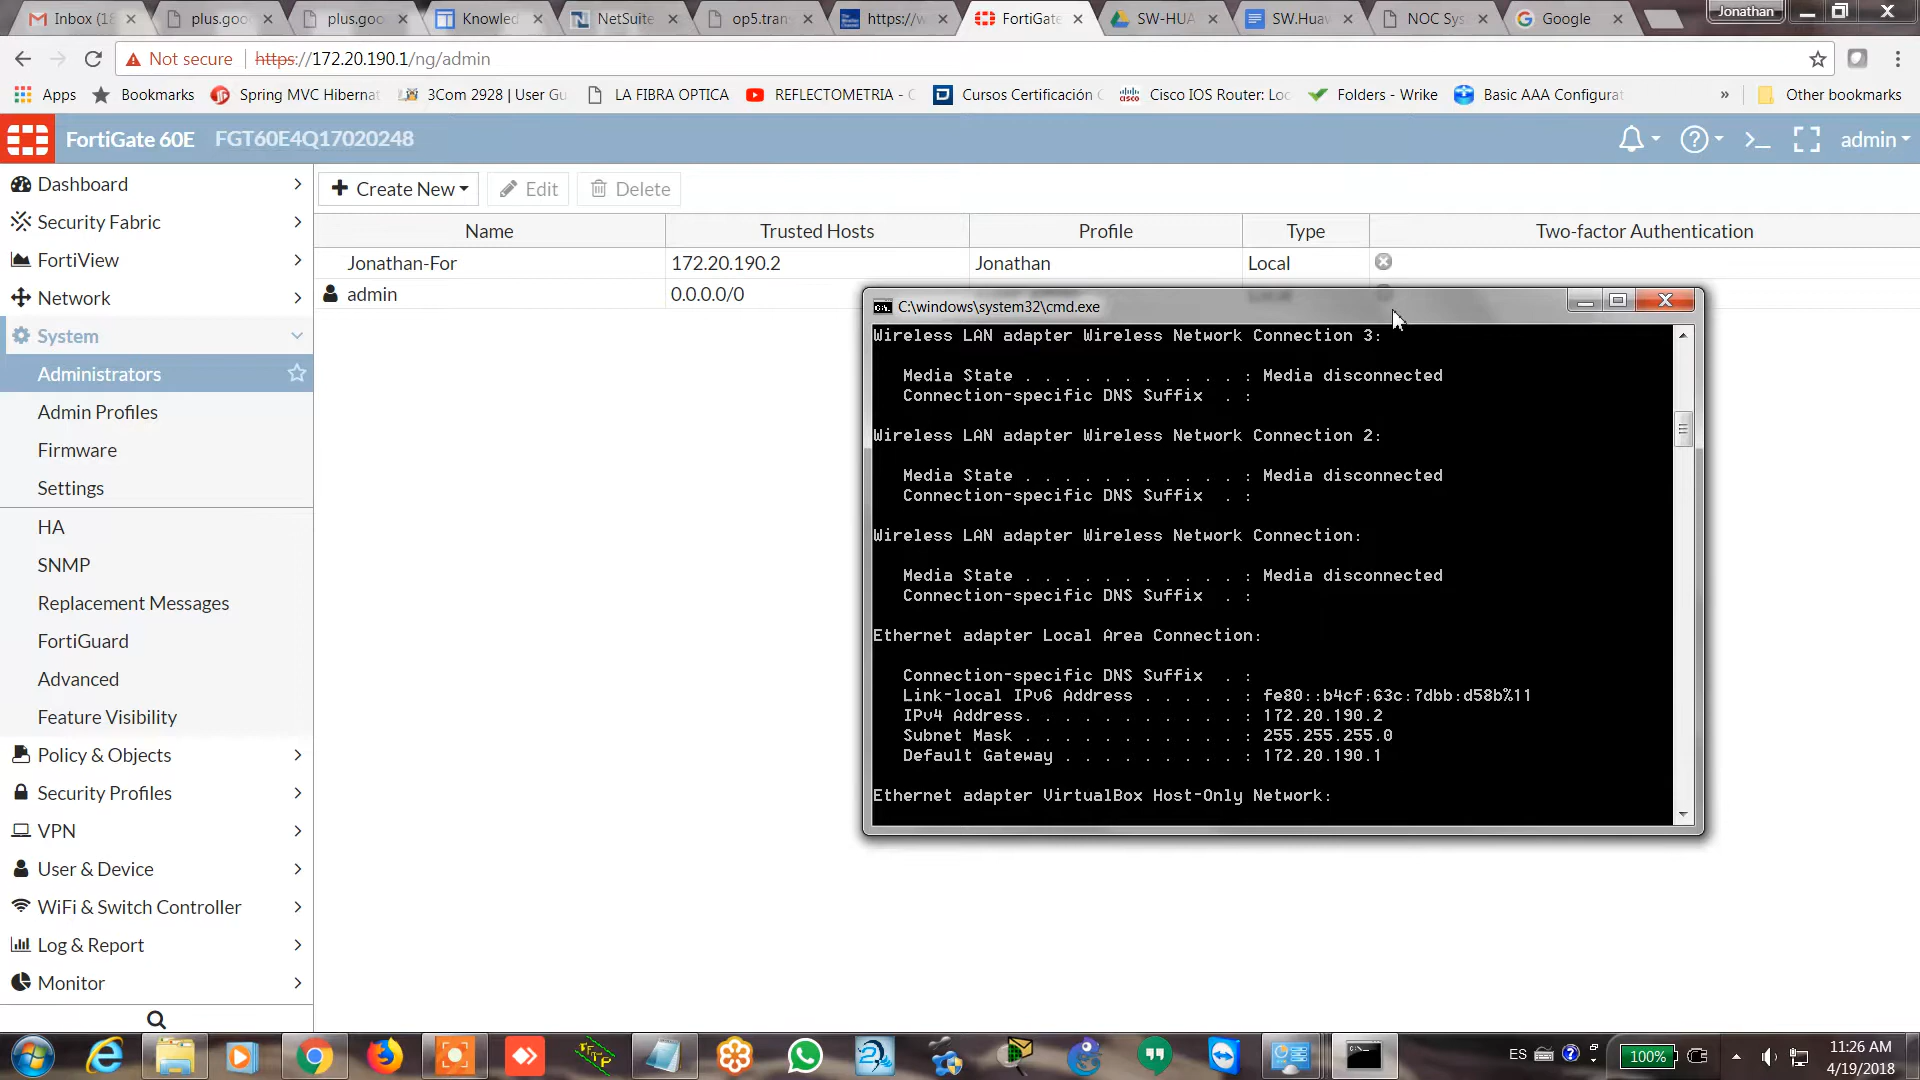 Inbox (18
plus.goo
plus.goo
Knowled
NetSuite
op5.tran
https://w
FortiGate
SW-HUA
SW.Huaw
NOC Sys
Google
Jonathan
Not secure
https://172.20.190.1/ng/admin
Apps
Bookmarks
Spring MVC Hibernat
3Com 2928 | User Gu
LA FIBRA OPTICA
REFLECTOMETRIA - C
Cursos Certificación
Cisco IOS Router: Loc
Folders - Wrike
Basic AAA Configurat
»
Other bookmarks
FortiGate 60E
FGT60E4Q17020248
admin
Dashboard
Security Fabric
FortiView
Network
System
Administrators
Admin Profiles
Firmware
Settings
HA
SNMP
Replacement Messages
FortiGuard
Advanced
Feature Visibility
Policy & Objects
Security Profiles
VPN
User & Device
WiFi & Switch Controller
Log & Report
Monitor
Create New
Edit
Delete
Name Trusted Hosts Profile Type Two-factor Authentication
Jonathan-For 172.20.190.2 Jonathan Local
admin 0.0.0.0/0
C:\windows\system32\cmd.exe
Wireless LAN adapter Wireless Network Connection 3:
Media State . . . . . . . . . . . : Media disconnected
Connection-specific DNS Suffix . :
Wireless LAN adapter Wireless Network Connection 2:
Media State . . . . . . . . . . . : Media disconnected
Connection-specific DNS Suffix . :
Wireless LAN adapter Wireless Network Connection:
Media State . . . . . . . . . . . : Media disconnected
Connection-specific DNS Suffix . :
Ethernet adapter Local Area Connection:
Connection-specific DNS Suffix . :
Link-local IPv6 Address . . . . . : fe80::b4cf:63c:7dbb:d58b%11
IPv4 Address. . . . . . . . . . . : 172.20.190.2
Subnet Mask . . . . . . . . . . . : 255.255.255.0
Default Gateway . . . . . . . . . : 172.20.190.1
Ethernet adapter VirtualBox Host-Only Network:
TFTP
ES
100%
11:26 AM
4/19/2018